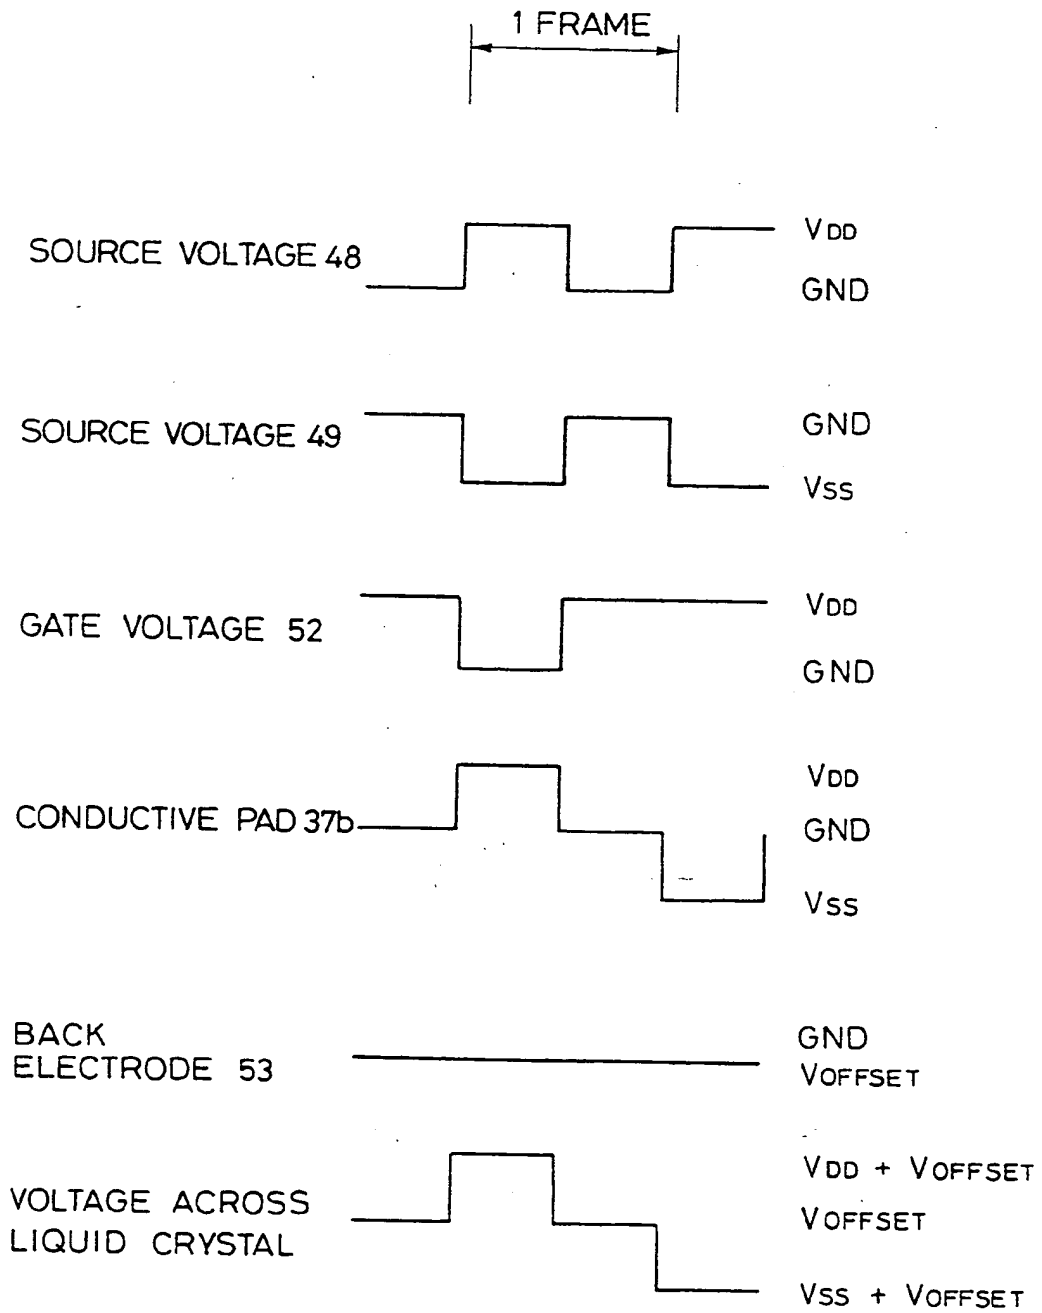 1 FRAME
SOURCE VOLTAGE 48
VDD
GND
SOURCE VOLTAGE 49
GND
VSS
GATE VOLTAGE 52
VDD
GND
CONDUCTIVE PAD 37b
VDD
GND
VSS
BACK
ELECTRODE 53
GND
VOFFSET
VOLTAGE ACROSS
LIQUID CRYSTAL
VDD + VOFFSET
VOFFSET
VSS + VOFFSET